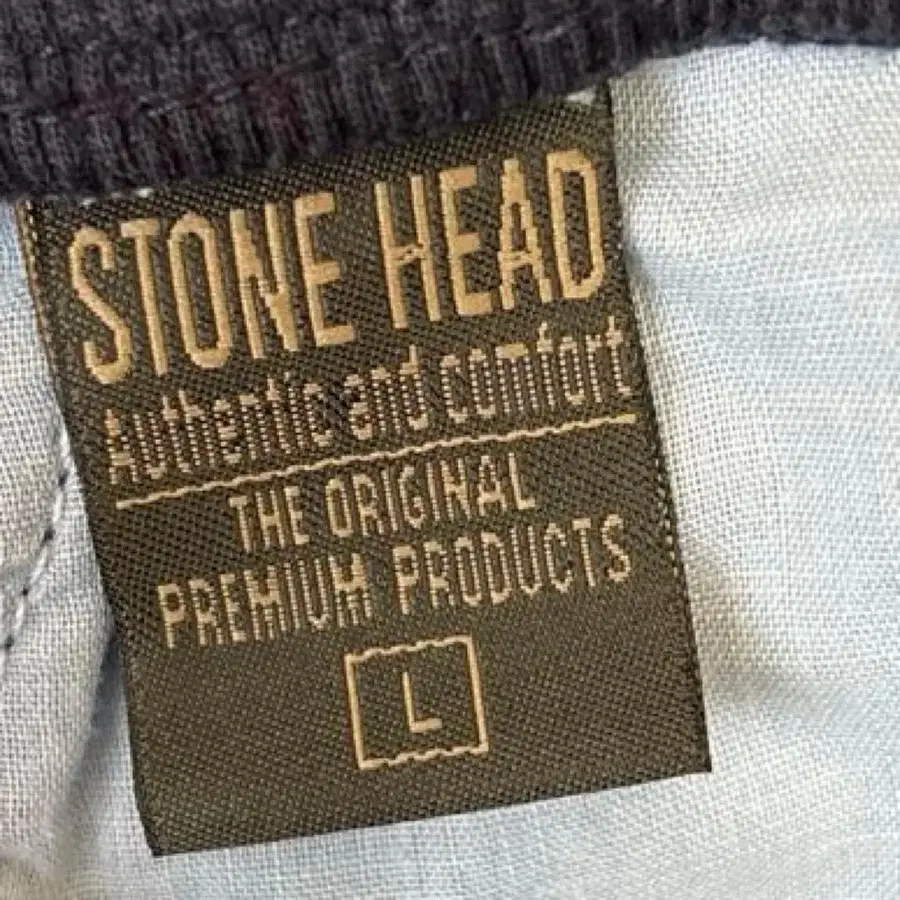 STONE HEAD
Authentic and comfort
THE ORIGINAL
PREMIUM PRODUCTS
L